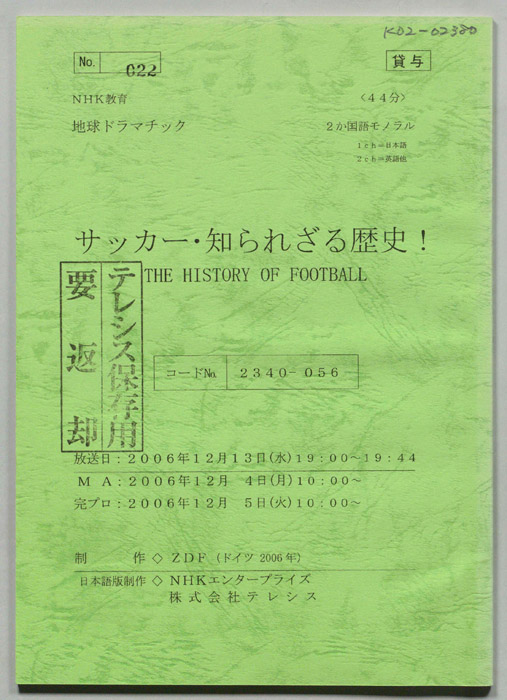 K02-02380
No. 022
貸与
NHK教育
〈44分〉
地球ドラマチック
2か国語モノラル
1ch=日本語
2ch=英語他
サッカー・知られざる歴史!
THE HISTORY OF FOOTBALL
テレシス保存用
要返却
コードNo. 2340-056
放送日:2006年12月13日(水)19:00~19:44
MA:2006年12月 4日(月)10:00~
完プロ:2006年12月 5日(火)10:00~
制作◇ZDF(ドイツ 2006年)
日本語版制作◇NHKエンタープライズ
株式会社テレシス